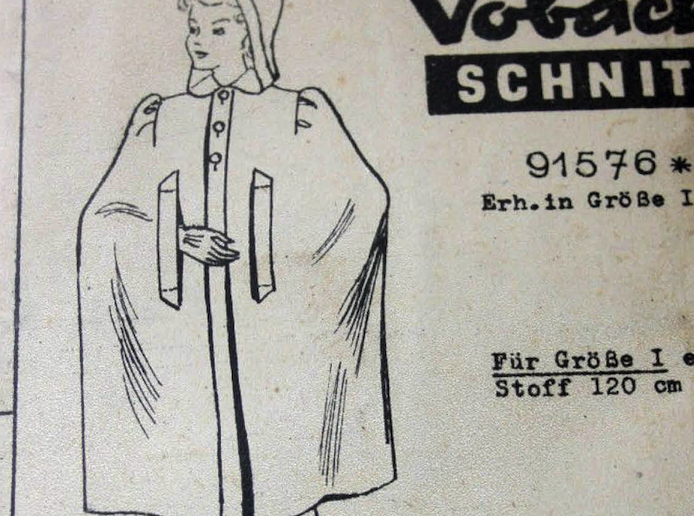 SCHNIT
91576*
Erh.in Größe I
Für Größe I e
Stoff 120 cm